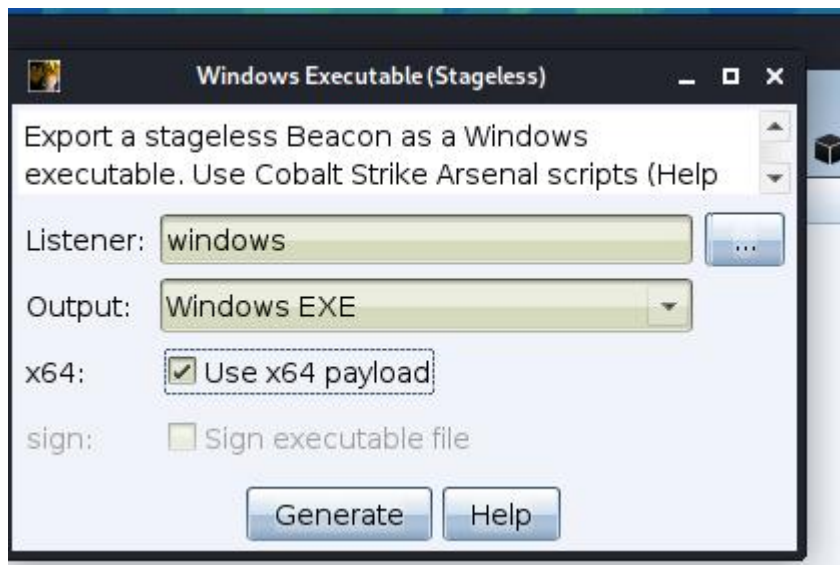 Windows Executable (Stageless)
Export a stageless Beacon as a Windows
executable. Use Cobalt Strike Arsenal scripts (Help
Listener: windows ...
Output: Windows EXE
x64: Use x64 payload
sign: Sign executable file
Generate Help